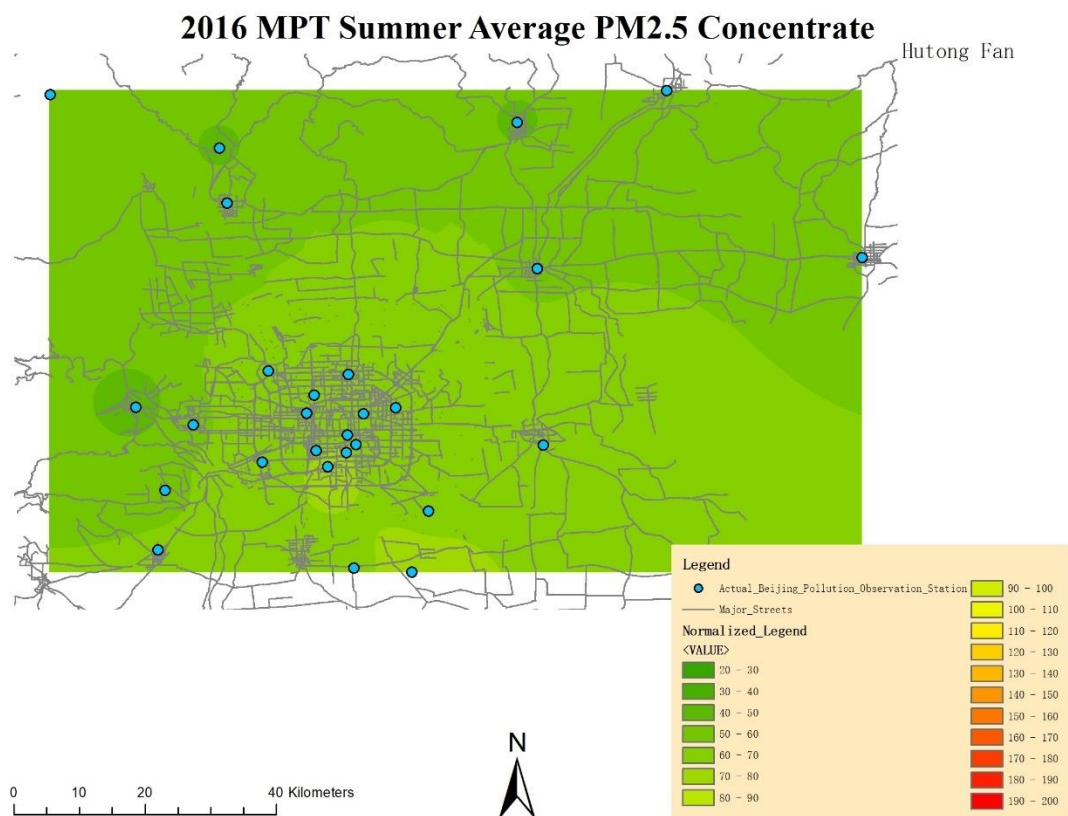 2016 MPT Summer Average PM2.5 Concentrate
Hutong Fan
Legend
Actual_Beijing_Pollution_Observation_Station
Major_Streets
Normalized_Legend
<VALUE>
20 - 30
30 - 40
40 - 50
50 - 60
60 - 70
70 - 80
80 - 90
90 - 100
100 - 110
110 - 120
120 - 130
130 - 140
140 - 150
150 - 160
160 - 170
170 - 180
180 - 190
190 - 200
N
0 10 20 40 Kilometers